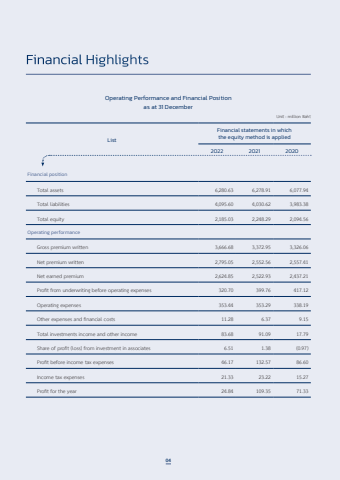 Financial Highlights
Operating Performance and Financial Position
as at 31 December
Unit : million Baht
List
Financial statements in which
the equity method is applied
2022 2021 2020
Financial position
Total assets 6,280.63 6,278.91 6,077.94
Total liabilities 4,095.60 4,030.62 3,983.38
Total equity 2,185.03 2,248.29 2,094.56
Operating performance
Gross premium written 3,666.68 3,372.95 3,326.06
Net premium written 2,795.05 2,552.56 2,557.41
Net earned premium 2,624.85 2,522.93 2,437.21
Profit from underwriting before operating expenses 320.70 399.76 417.12
Operating expenses 353.44 353.29 338.19
Other expenses and financial costs 11.28 6.37 9.15
Total investments income and other income 83.68 91.09 17.79
Share of profit (loss) from investment in associates 6.51 1.38 (0.97)
Profit before income tax expenses 46.17 132.57 86.60
Income tax expenses 21.33 23.22 15.27
Profit for the year 24.84 109.35 71.33
04